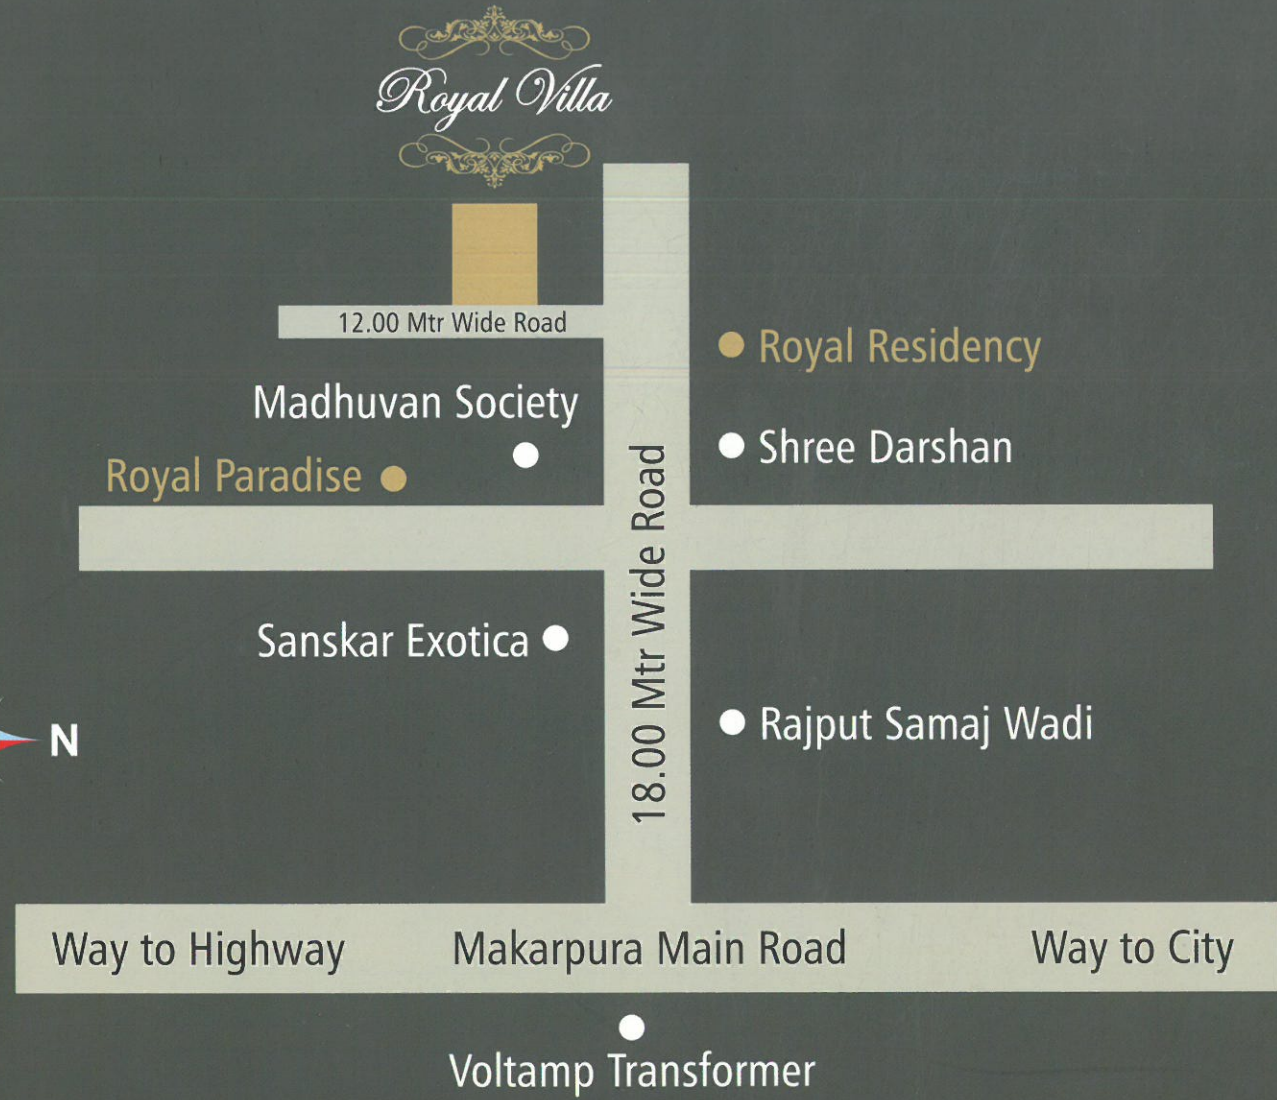 Royal Villa
12.00 Mtr Wide Road
Royal Residency
Madhuvan Society
Shree Darshan
Royal Paradise
18.00 Mtr Wide Road
Sanskar Exotica
Rajput Samaj Wadi
N
Way to Highway
Makarpura Main Road
Way to City
Voltamp Transformer